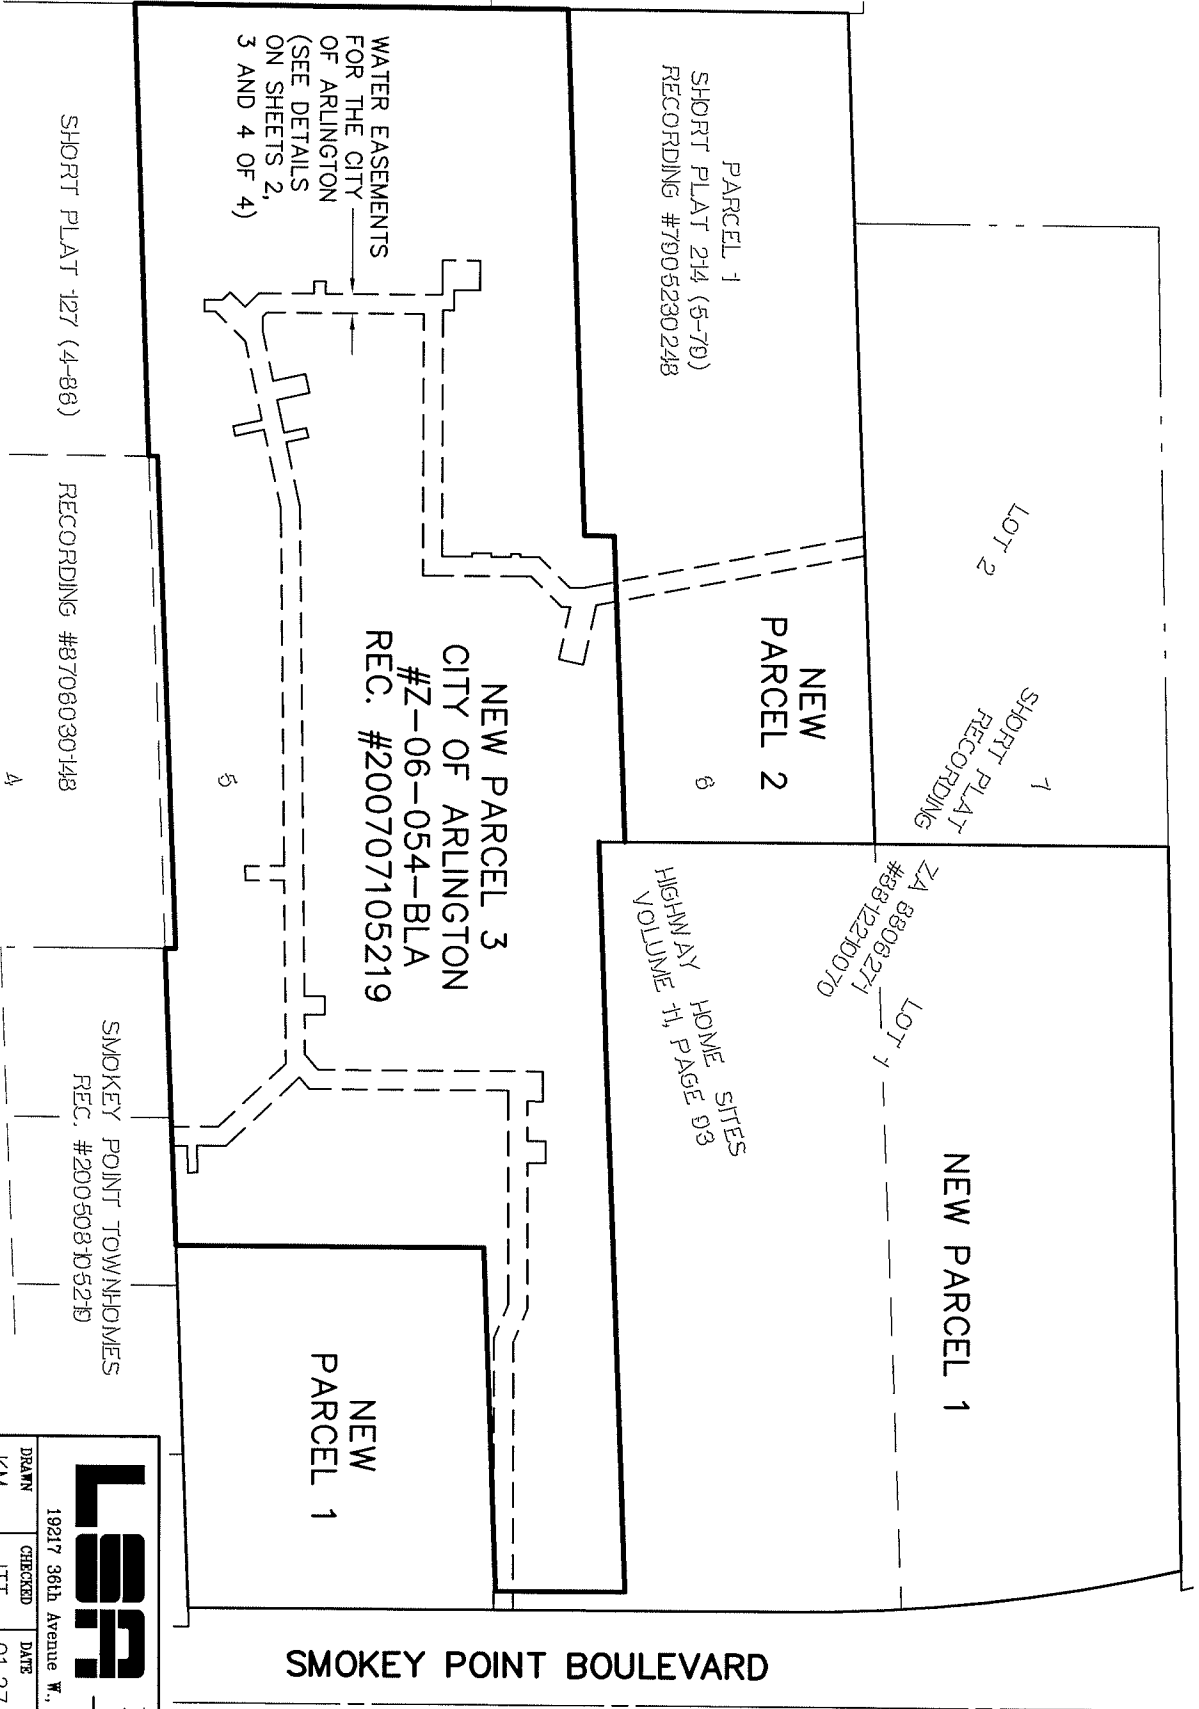 WATER EASEMENTS
FOR THE CITY
OF ARLINGTON
(SEE DETAILS
ON SHEETS 2,
3 AND 4 OF 4)
PARCEL 1
SHORT PLAT 214 (5-79)
RECORDING #7905230248
LOT 2
7
SHORT PLAT
RECORDING
ZA 8806271
#8812210070
LOT 1
NEW
PARCEL 2
6
NEW PARCEL 1
HIGHWAY HOME SITES
VOLUME 11, PAGE 93
NEW PARCEL 3
CITY OF ARLINGTON
#Z-06-054-BLA
REC. #200707105219
5
SHORT PLAT 127 (4-86)
RECORDING #8706030148
4
SMOKEY POINT TOWNHOMES
REC. #200508105219
NEW
PARCEL 1
SMOKEY POINT BOULEVARD
LSA
19217 36th Avenue W.,
DRAWN
CHECKED
JTT
DATE